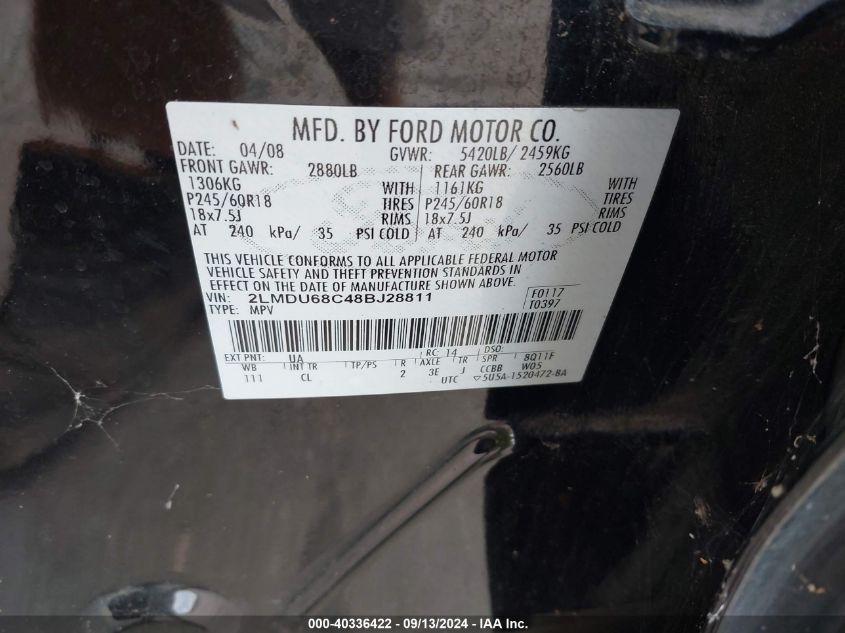 MFD. BY FORD MOTOR CO.
DATE: 04/08 GVWR: 5420LB/ 2459KG
FRONT GAWR: 2880LB REAR GAWR: 2560LB
1306KG WITH 1161KG WITH
P245/60R18 TIRES P245/60R18 TIRES
18x7.5J RIMS 18x7.5J RIMS
AT 240 kPa/ 35 PSI COLD AT 240 kPa/ 35 PSI COLD
THIS VEHICLE CONFORMS TO ALL APPLICABLE FEDERAL MOTOR
VEHICLE SAFETY AND THEFT PREVENTION STANDARDS IN
EFFECT ON THE DATE OF MANUFACTURE SHOWN ABOVE.
VIN: 2LMDU68C48BJ28811 F0117
TYPE: MPV T0397
EXT PNT: UA RC: 14 DSO:
WB INT TR TP/PS R AXLE TR SPR 8Q11F
111 CL 2 3E J CCBB W05
UTC ▽5U5A-1520472-BA
000-40336422 - 09/13/2024 - IAA Inc.